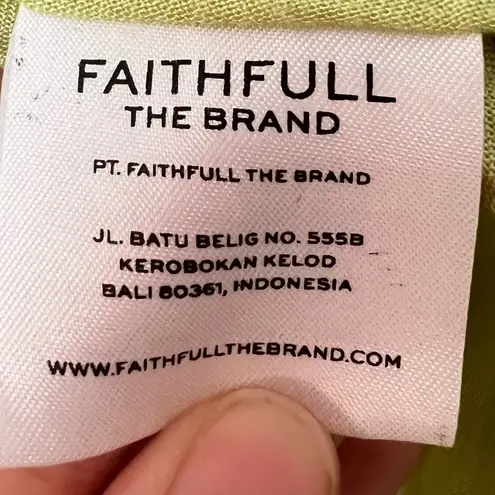 FAITHFULL
THE BRAND
PT. FAITHFULL THE BRAND
JL. BATU BELIG NO. 555B
KEROBOKAN KELOD
BALI 80361, INDONESIA
WWW.FAITHFULLTHEBRAND.COM